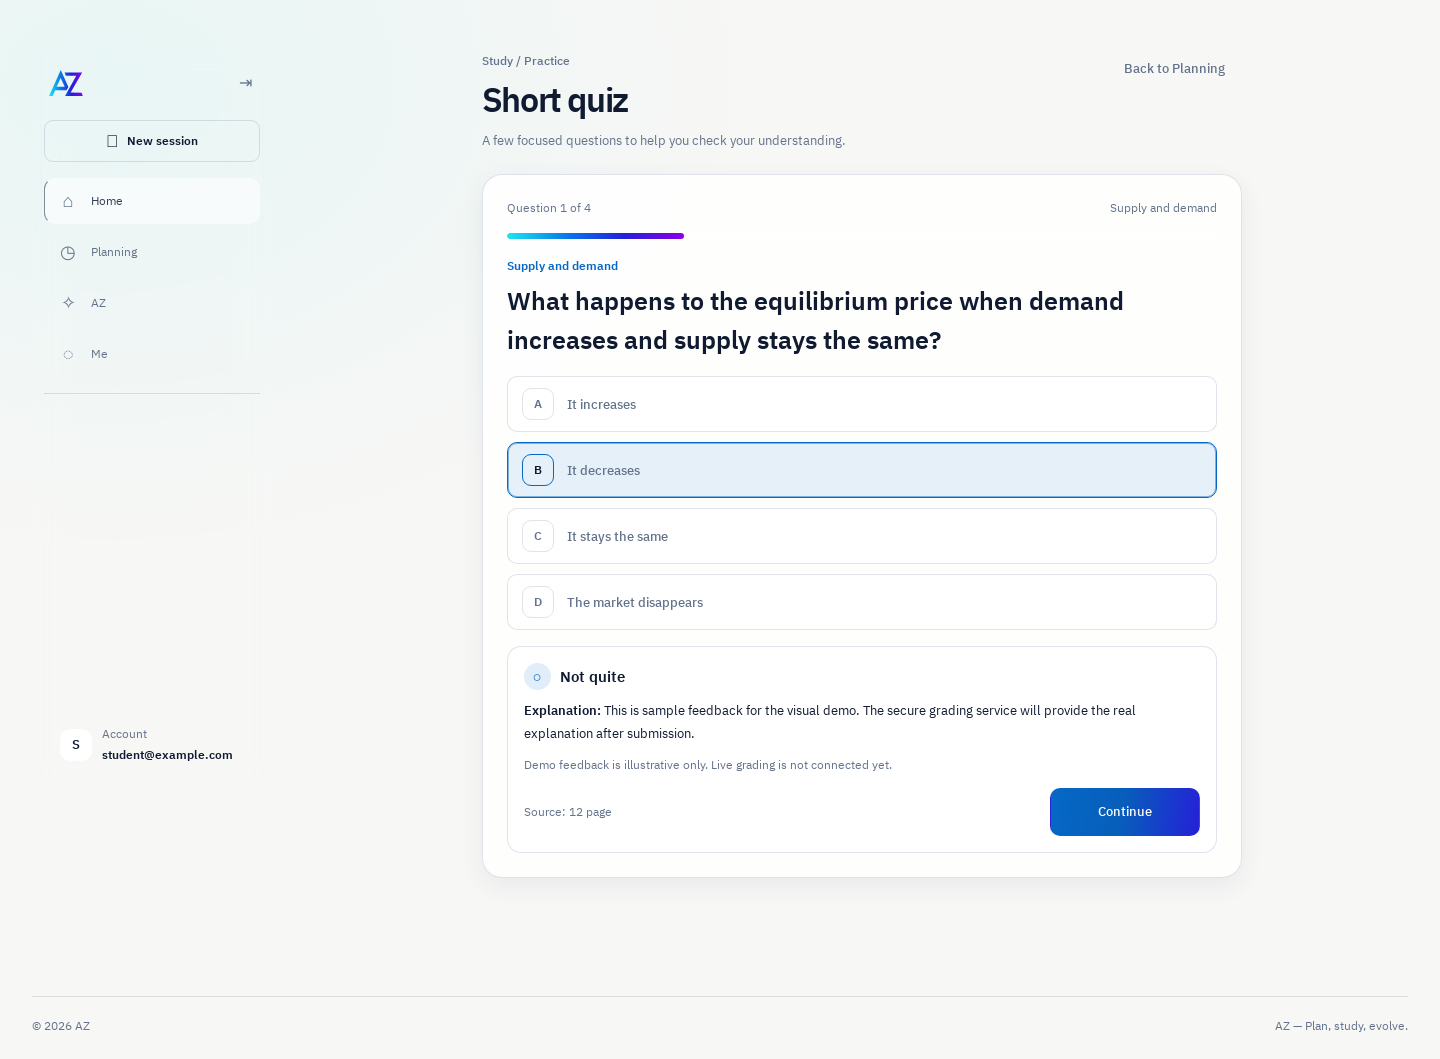 AZ
New session
Home
Planning
AZ
Me
S
Account
student@example.com
Study / Practice
Back to Planning
Short quiz
A few focused questions to help you check your understanding.
Question 1 of 4
Supply and demand
Supply and demand
What happens to the equilibrium price when demand
increases and supply stays the same?
A It increases
B It decreases
C It stays the same
D The market disappears
Not quite
Explanation: This is sample feedback for the visual demo. The secure grading service will provide the real
explanation after submission.
Demo feedback is illustrative only. Live grading is not connected yet.
Source: 12 page
Continue
© 2026 AZ
AZ — Plan, study, evolve.